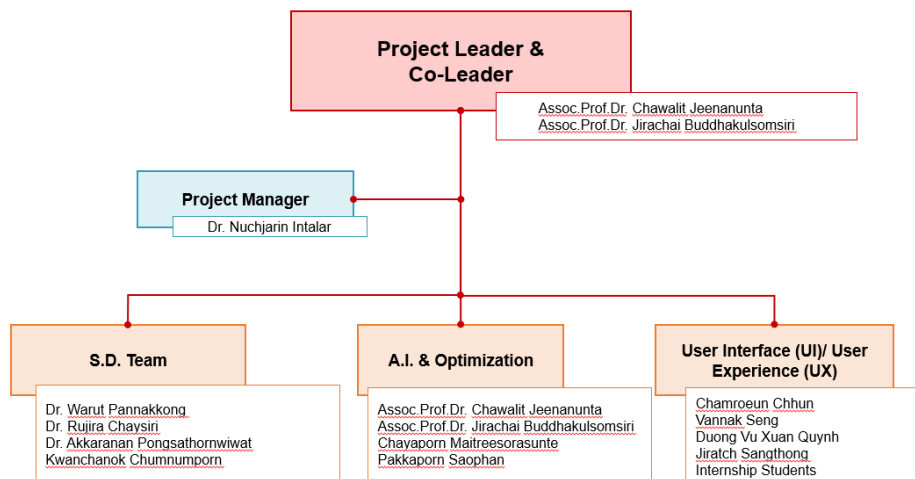 Project Leader &
Co-Leader
Assoc.Prof.Dr. Chawalit Jeenanunta
Assoc.Prof.Dr. Jirachai Buddhakulsomsiri
Project Manager
Dr. Nuchjarin Intalar
S.D. Team
Dr. Warut Pannakkong
Dr. Rujira Chaysiri
Dr. Akkaranan Pongsathornwiwat
Kwanchanok Chumnumporn
A.I. & Optimization
Assoc.Prof.Dr. Chawalit Jeenanunta
Assoc.Prof.Dr. Jirachai Buddhakulsomsiri
Chayaporn Maitreesorasunte
Pakkaporn Saophan
User Interface (UI)/ User
Experience (UX)
Chamroeun Chhun
Vannak Seng
Duong Vu Xuan Quynh
Jiratch Sangthong
Internship Students